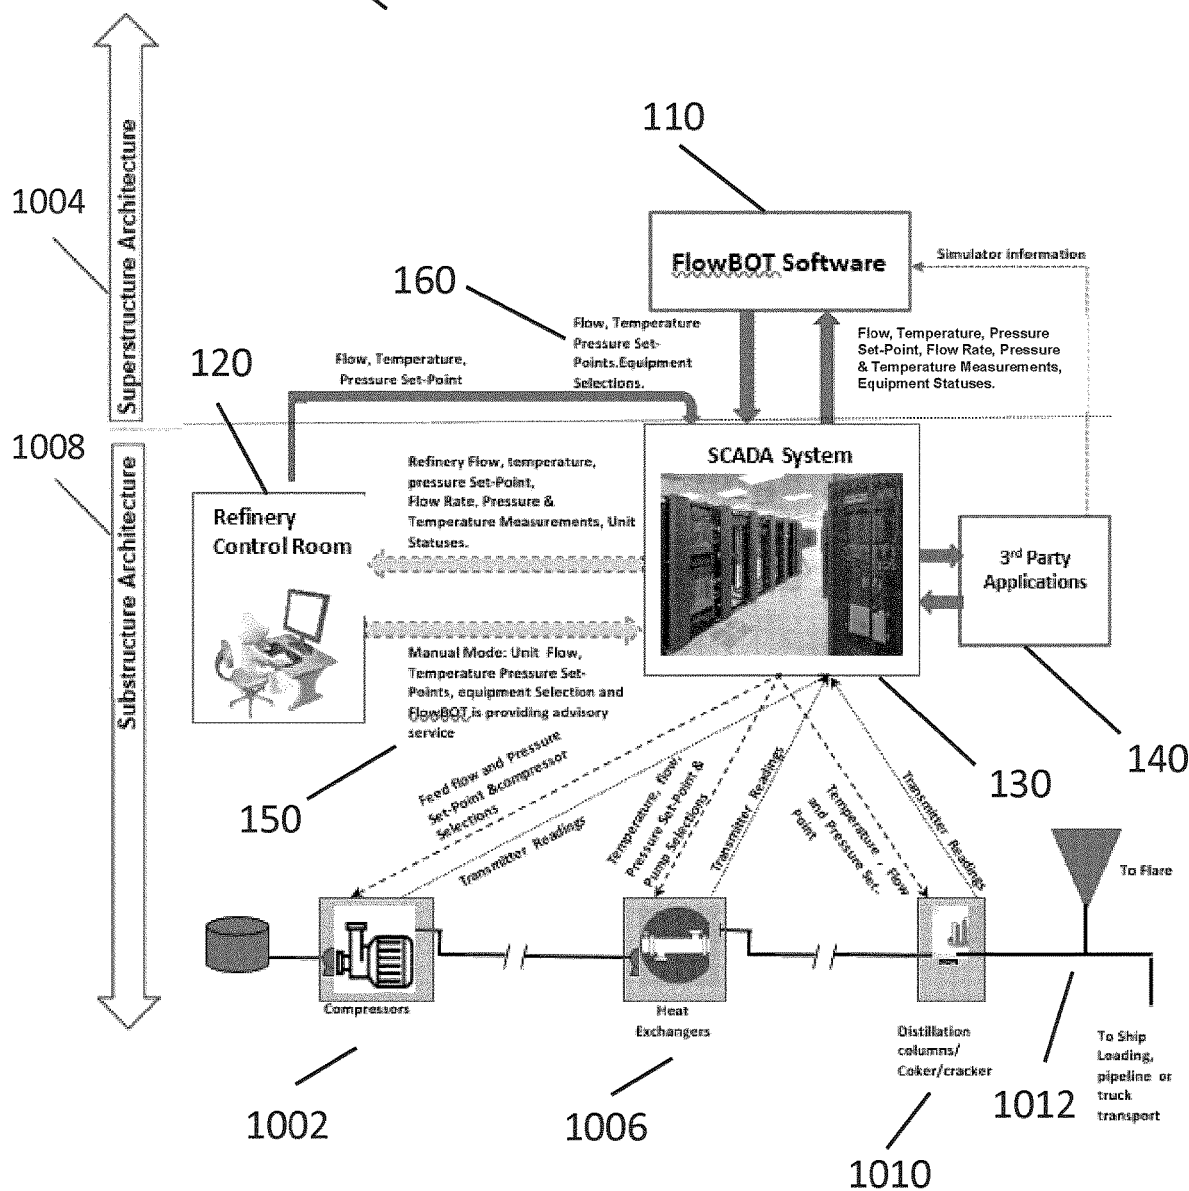 110
1004
Superstructure Architecture
FlowBOT Software
Simulator information
160
Flow, Temperature
Pressure Set-
Points.Equipment
Selections.
Flow, Temperature, Pressure
Set-Point, Flow Rate, Pressure
& Temperature Measurements,
Equipment Statuses.
120
Flow, Temperature,
Pressure Set-Point
1008
Substructure Architecture
SCADA System
Refinery Flow, temperature,
pressure Set-Point,
Flow Rate, Pressure &
Temperature Measurements, Unit
Statuses.
Refinery
Control Room
3rd Party
Applications
Manual Mode: Unit Flow,
Temperature Pressure Set-
Points, equipment Selection and
FlowBOT is providing advisory
service
150
130
140
Feed flow and Pressure
Set-Point &compressor
Selections
Transmitter Readings
Temperature, flow,
Pressure Set-Point &
Pump Selections
Transmitter Readings
Temperature, Flow
and Pressure Set-
Point
Transmitter Readings
To Flare
Compressors
Heat
Exchangers
Distillation
columns/
Coker/cracker
To Ship
Loading,
pipeline or
truck
transport
1002
1006
1010
1012